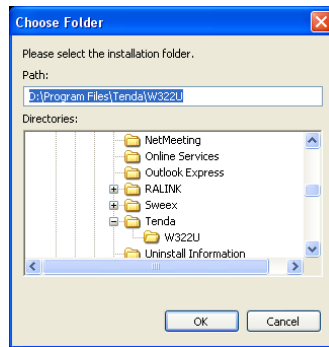 Choose Folder
Please select the installation folder.
Path:
D:\Program Files\Tenda\W322U
Directories:
NetMeeting
Online Services
Outlook Express
RALINK
Sweex
Tenda
W322U
Uninstall Information
OK Cancel